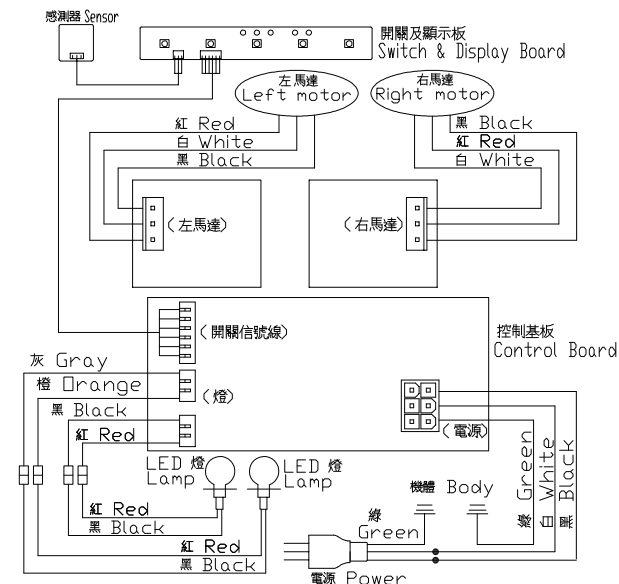 感測器 Sensor
開關及顯示板
Switch & Display Board
左馬達
Left motor
右馬達
Right motor
紅 Red
白 White
黑 Black
黑 Black
紅 Red
白 White
(左馬達)
(右馬達)
(開關信號線)
控制基板
Control Board
灰 Gray
橙 Orange
(燈)
黑 Black
紅 Red
(電源)
LED 燈
Lamp
LED 燈
Lamp
機體 Body
綠 Green
白 White
黑 Black
紅 Red
黑 Black
綠
Green
紅 Red
黑 Black
電源 Power